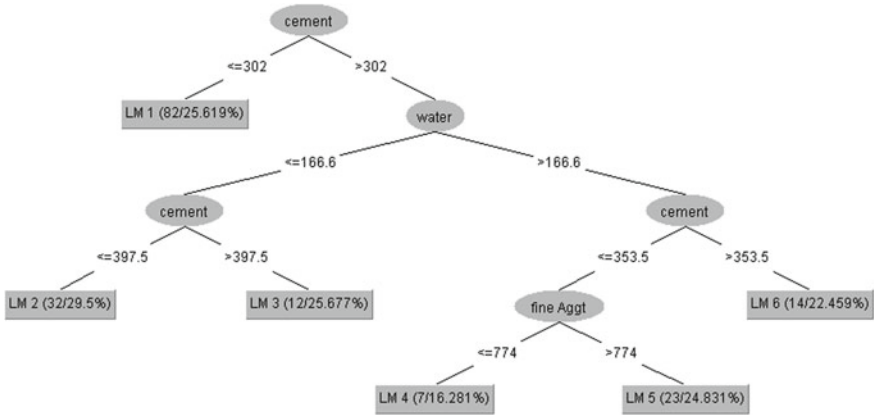 cement
<=302
>302
LM 1 (82/25.619%)
water
<=166.6
>166.6
cement
cement
<=397.5
>397.5
<=353.5
>353.5
LM 2 (32/29.5%)
LM 3 (12/25.677%)
fine Aggt
LM 6 (14/22.459%)
<=774
>774
LM 4 (7/16.281%)
LM 5 (23/24.831%)